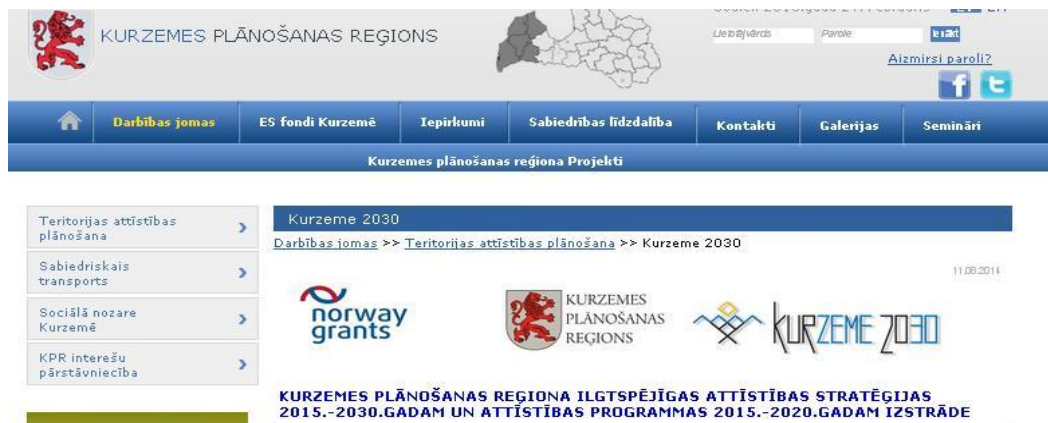 KURZEMES PLĀNOŠANAS REĢIONS
Lietotājvārds Parole Ienākt
Aizmirsi paroli?
Darbības jomas ES fondi Kurzemē Iepirkumi Sabiedrības līdzdalība Kontakti Galerijas Semināri
Kurzemes plānošanas reģiona Projekti
Teritorijas attīstības
plānošana
Sabiedriskais
transports
Sociālā nozare
Kurzemē
KPR interešu
pārstāvniecība
Kurzeme 2030
Darbības jomas >> Teritorijas attīstības plānošana >> Kurzeme 2030
11.08.2014
norway
grants
KURZEMES
PLĀNOŠANAS
REĢIONS
KURZEME 2030
KURZEMES PLĀNOŠANAS REĢIONA ILGTSPĒJĪGAS ATTĪSTĪBAS STRATĒĢIJAS
2015.-2030.GADAM UN ATTĪSTĪBAS PROGRAMMAS 2015.-2020.GADAM IZSTRĀDE